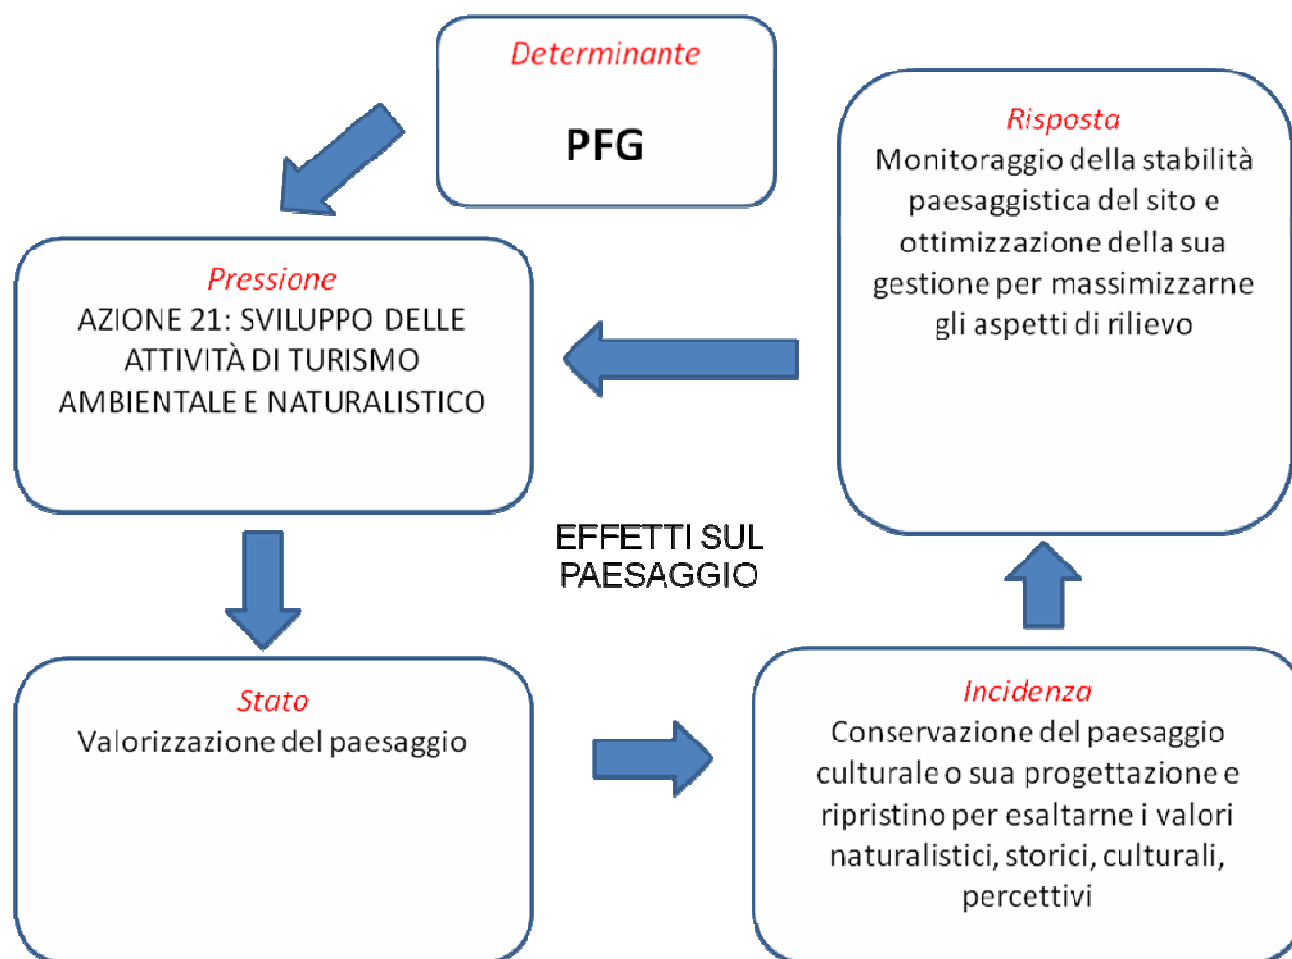 Determinante
PFG
Risposta
Monitoraggio della stabilità
paesaggistica del sito e
ottimizzazione della sua
gestione per massimizzarne
gli aspetti di rilievo
Pressione
AZIONE 21: SVILUPPO DELLE
ATTIVITÀ DI TURISMO
AMBIENTALE E NATURALISTICO
EFFETTI SUL
PAESAGGIO
Stato
Valorizzazione del paesaggio
Incidenza
Conservazione del paesaggio
culturale o sua progettazione e
ripristino per esaltarne i valori
naturalistici, storici, culturali,
percettivi